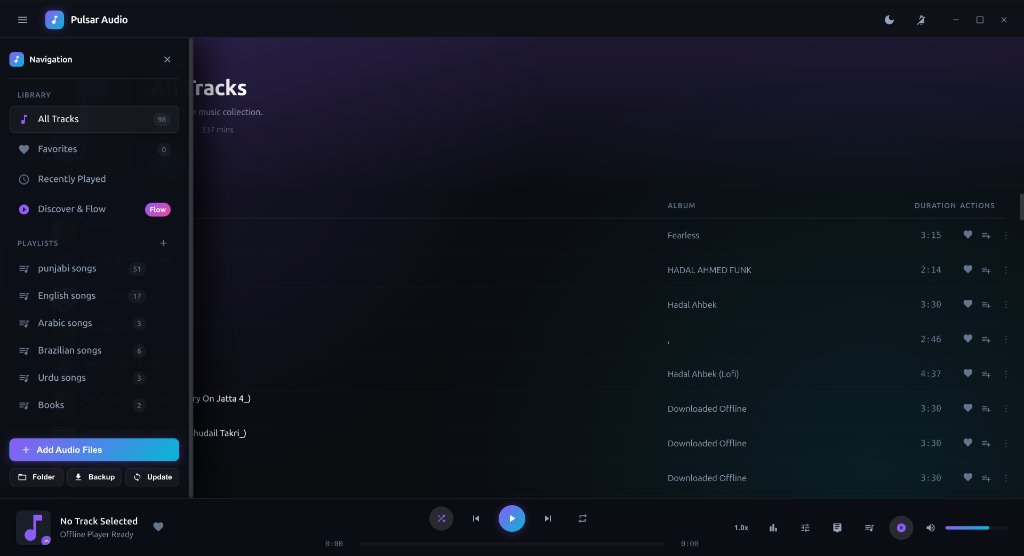 Pulsar Audio
Navigation
LIBRARY
All Tracks 98
Favorites 0
Recently Played
Discover & Flow Flow
PLAYLISTS
punjabi songs 51
English songs 17
Arabic songs 3
Brazilian songs 6
Urdu songs 3
Books 2
Add Audio Files
Folder Backup Update
All Tracks
music collection.
337 mins
ALBUM DURATION ACTIONS
Fearless 3:15
HADAL AHMED FUNK 2:14
Hadal Ahbek 3:30
, 2:46
Hadal Ahbek (Lofi) 4:37
ry On Jatta 4_) Downloaded Offline 3:30
hudail Takri_) Downloaded Offline 3:30
Downloaded Offline 3:30
No Track Selected
Offline Player Ready
0:00 0:00
1.0x